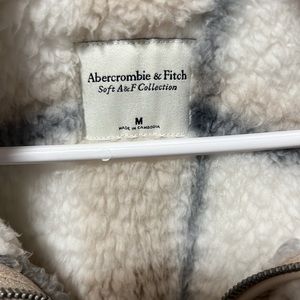 Abercrombie & Fitch
Soft A&F Collection
M
MADE IN CAMBODIA